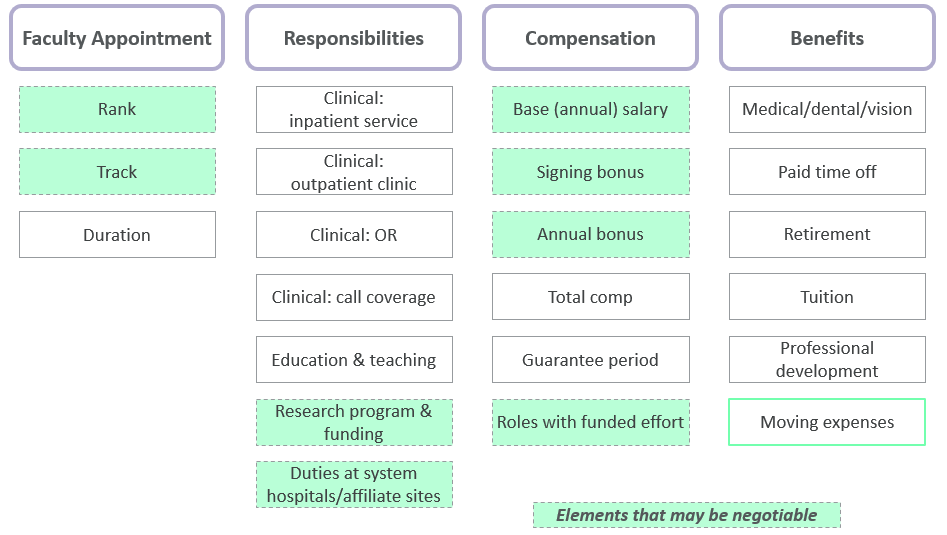 Faculty Appointment
Responsibilities
Compensation
Benefits
Rank
Clinical:
inpatient service
Base (annual) salary
Medical/dental/vision
Track
Clinical:
outpatient clinic
Signing bonus
Paid time off
Duration
Clinical: OR
Annual bonus
Retirement
Clinical: call coverage
Total comp
Tuition
Education & teaching
Guarantee period
Professional
development
Research program &
funding
Roles with funded effort
Moving expenses
Duties at system
hospitals/affiliate sites
Elements that may be negotiable